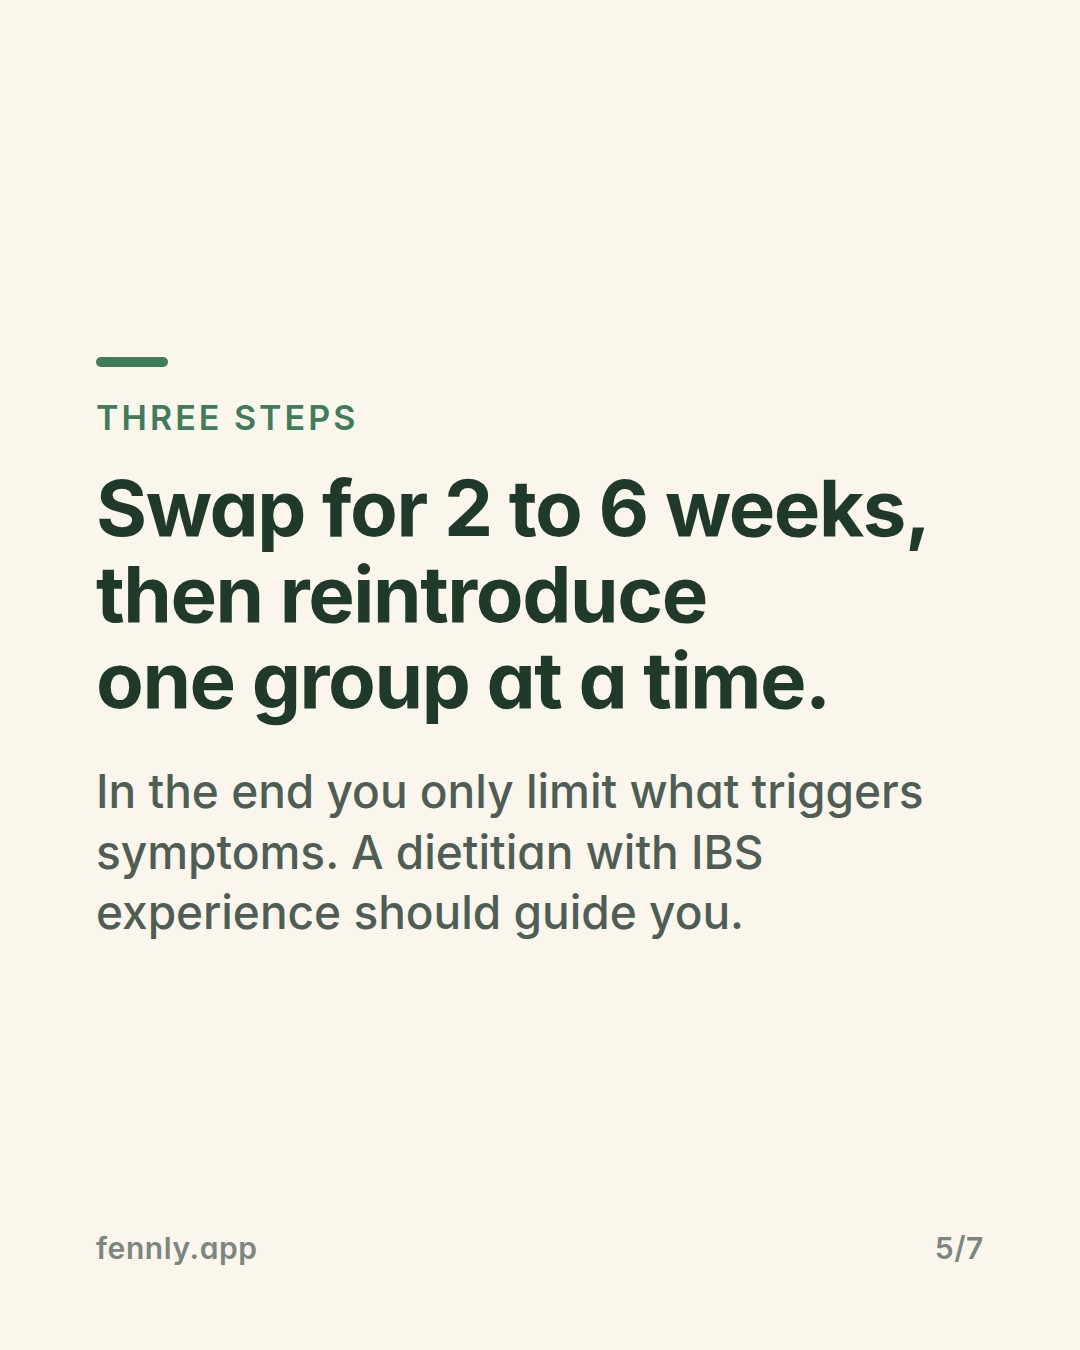 THREE STEPS
Swap for 2 to 6 weeks,
then reintroduce
one group at a time.
In the end you only limit what triggers
symptoms. A dietitian with IBS
experience should guide you.
fennly.app
5/7